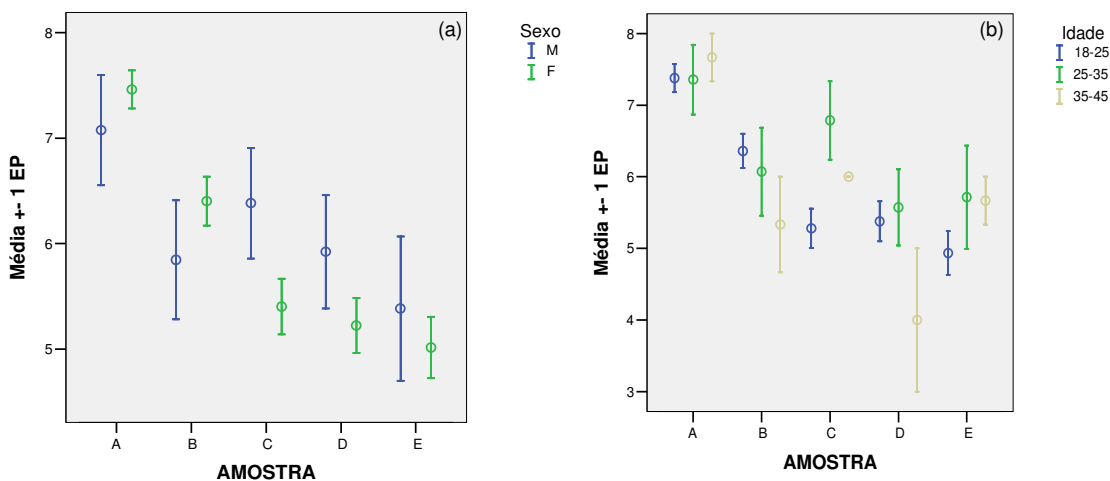 (a)
Sexo
M
F
8
7
6
5
Média +- 1 EP
A B C D E
AMOSTRA
(b)
Idade
18-25
25-35
35-45
8
7
6
5
4
3
Média +- 1 EP
A B C D E
AMOSTRA